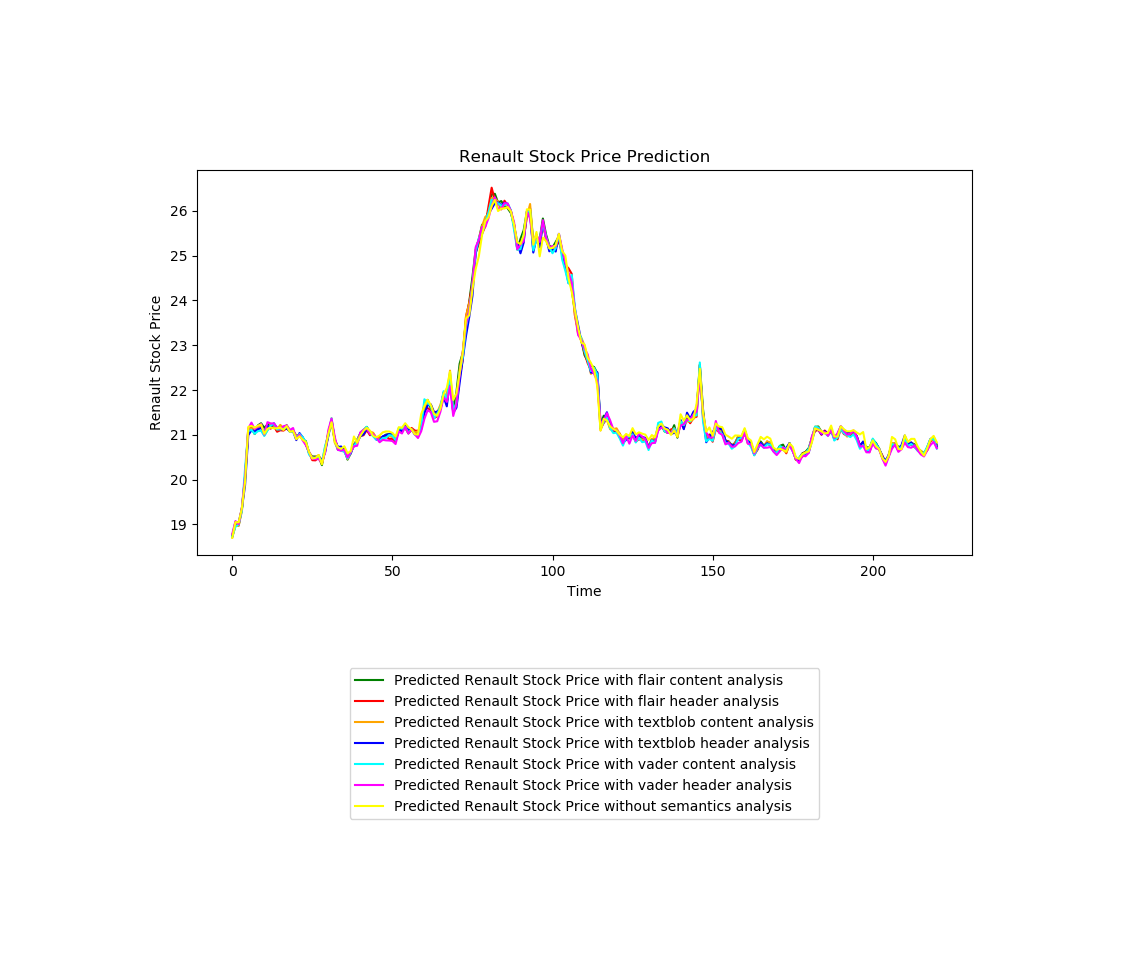 Renault Stock Price Prediction
Renault Stock Price
26
25
24
23
22
21
20
19
0 50 100 150 200
Time
Predicted Renault Stock Price with flair content analysis
Predicted Renault Stock Price with flair header analysis
Predicted Renault Stock Price with textblob content analysis
Predicted Renault Stock Price with textblob header analysis
Predicted Renault Stock Price with vader content analysis
Predicted Renault Stock Price with vader header analysis
Predicted Renault Stock Price without semantics analysis